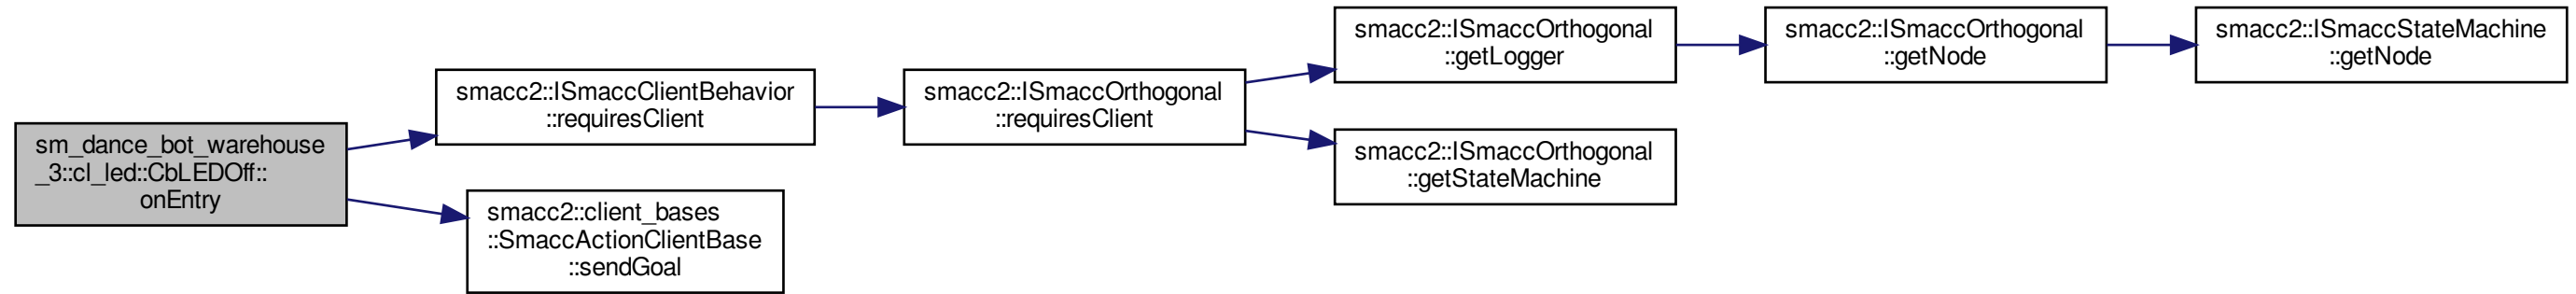 sm_dance_bot_warehouse
_3::cl_led::CbLEDOff::
onEntry
smacc2::ISmaccClientBehavior
::requiresClient
smacc2::ISmaccOrthogonal
::requiresClient
smacc2::ISmaccOrthogonal
::getLogger
smacc2::ISmaccOrthogonal
::getNode
smacc2::ISmaccStateMachine
::getNode
smacc2::ISmaccOrthogonal
::getStateMachine
smacc2::client_bases
::SmaccActionClientBase
::sendGoal